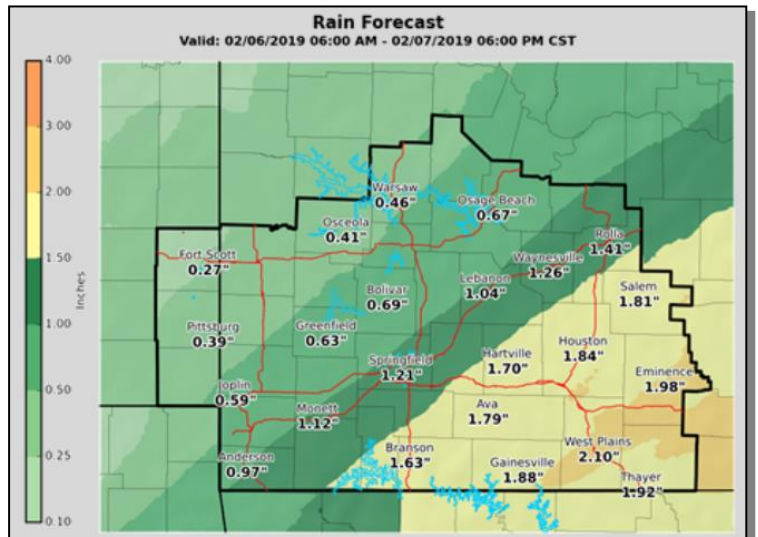 Rain Forecast
Valid: 02/06/2019 06:00 AM - 02/07/2019 06:00 PM CST
4.00
3.00
2.00
1.50
1.00
0.50
0.25
0.10
Inches
Warsaw
0.46"
Osage Beach
0.67"
Osceola
0.41"
Rolla
1.41"
Fort Scott
0.27"
Waynesville
1.26"
Lebanon
1.04"
Salem
1.81"
Bolivar
0.69"
Pittsburg
0.39"
Greenfield
0.63"
Houston
1.84"
Hartville
1.70"
Springfield
1.21"
Eminence
1.98"
Joplin
0.59"
Monett
1.12"
Ava
1.79"
West Plains
2.10"
Branson
1.63"
Anderson
0.97"
Gainesville
1.88"
Thayer
1.92"